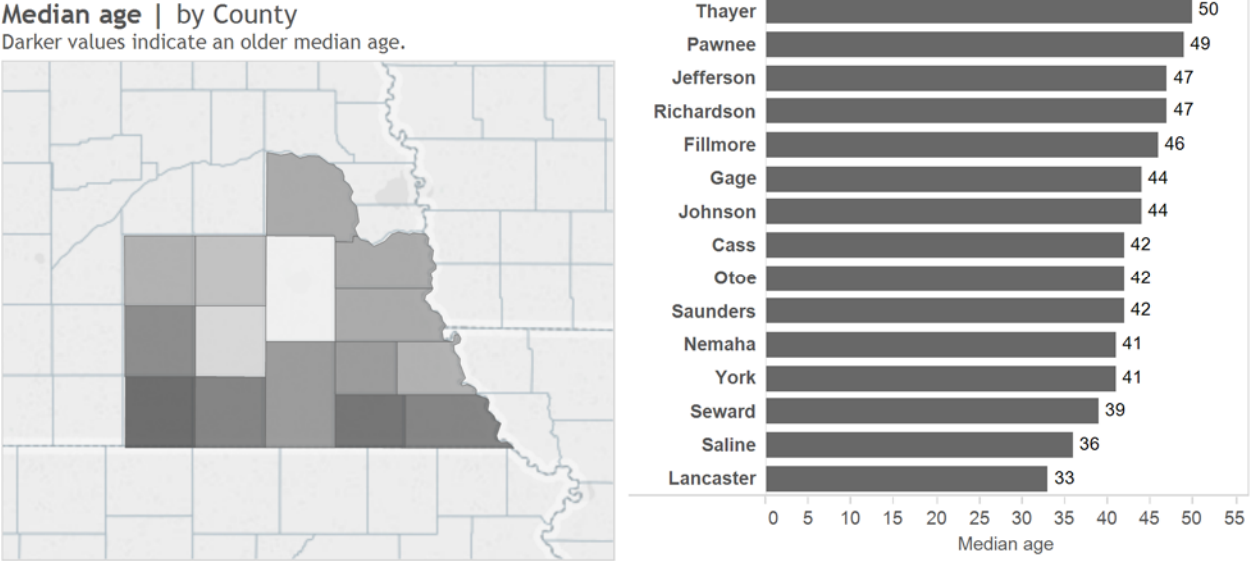 Median age | by County
Darker values indicate an older median age.
Thayer 50
Pawnee 49
Jefferson 47
Richardson 47
Fillmore 46
Gage 44
Johnson 44
Cass 42
Otoe 42
Saunders 42
Nemaha 41
York 41
Seward 39
Saline 36
Lancaster 33
0 5 10 15 20 25 30 35 40 45 50 55
Median age